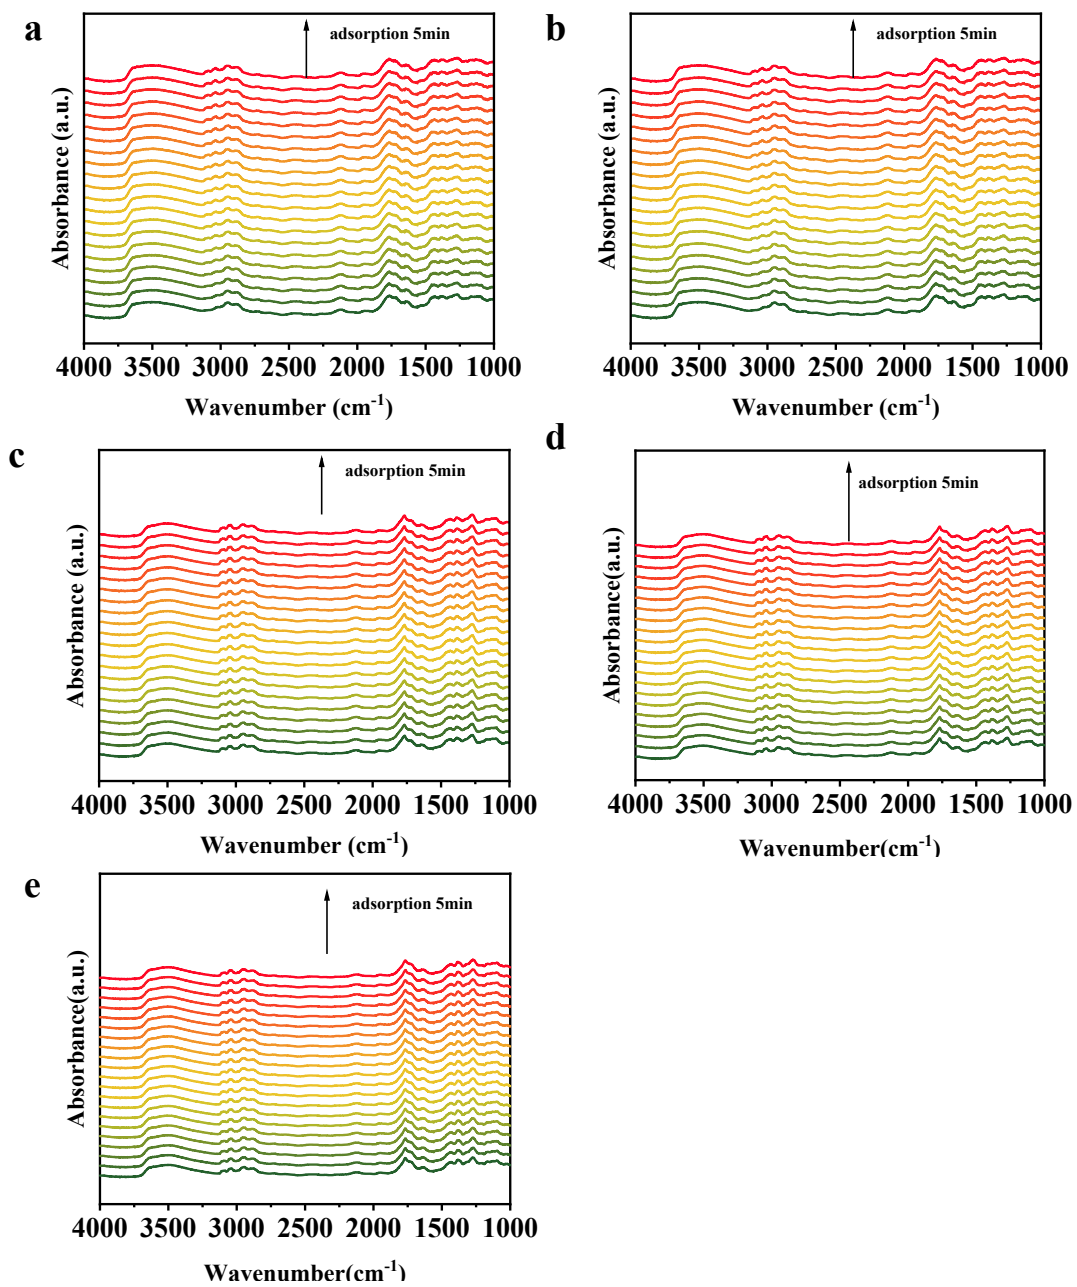 a
adsorption 5min
Absorbance (a.u.)
4000 3500 3000 2500 2000 1500 1000
Wavenumber (cm-1)
b
adsorption 5min
Absorbance (a.u.)
4000 3500 3000 2500 2000 1500 1000
Wavenumber (cm-1)
c
adsorption 5min
Absorbance (a.u.)
4000 3500 3000 2500 2000 1500 1000
Wavenumber (cm-1)
d
adsorption 5min
Absorbance(a.u.)
4000 3500 3000 2500 2000 1500 1000
Wavenumber(cm-1)
e
adsorption 5min
Absorbance(a.u.)
4000 3500 3000 2500 2000 1500 1000
Wavenumber(cm-1)